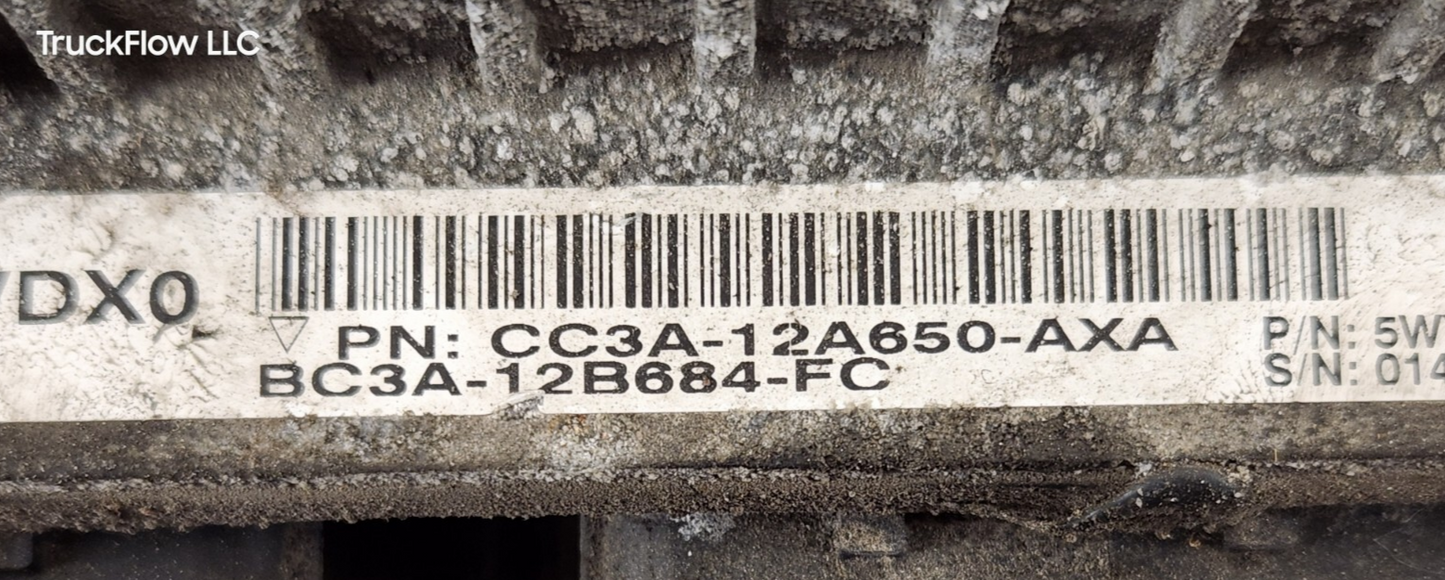 TruckFlow LLC
DX0
PN: CC3A-12A650-AXA
BC3A-12B684-FC
P/N: 5W
S/N: 014